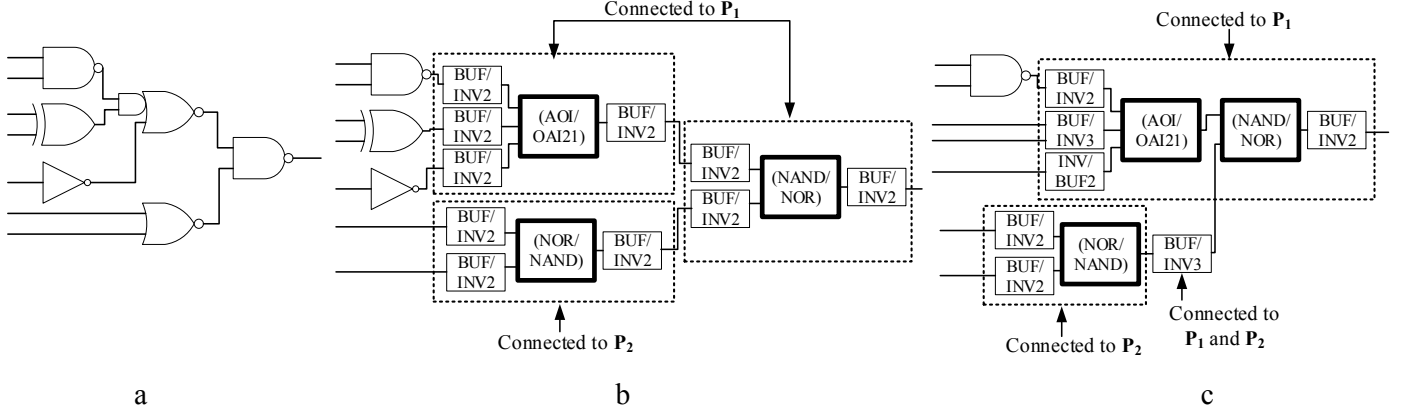 Connected to P1
BUF/
INV2
BUF/
INV2
BUF/
INV2
(AOI/
OAI21)
BUF/
INV2
BUF/
INV2
BUF/
INV2
(NAND/
NOR)
BUF/
INV2
BUF/
INV2
BUF/
INV2
(NOR/
NAND)
BUF/
INV2
Connected to P2
Connected to P1
BUF/
INV2
BUF/
INV3
INV/
BUF2
(AOI/
OAI21)
(NAND/
NOR)
BUF/
INV2
BUF/
INV2
BUF/
INV2
(NOR/
NAND)
BUF/
INV3
Connected to P2
Connected to
P1 and P2
a
b
c